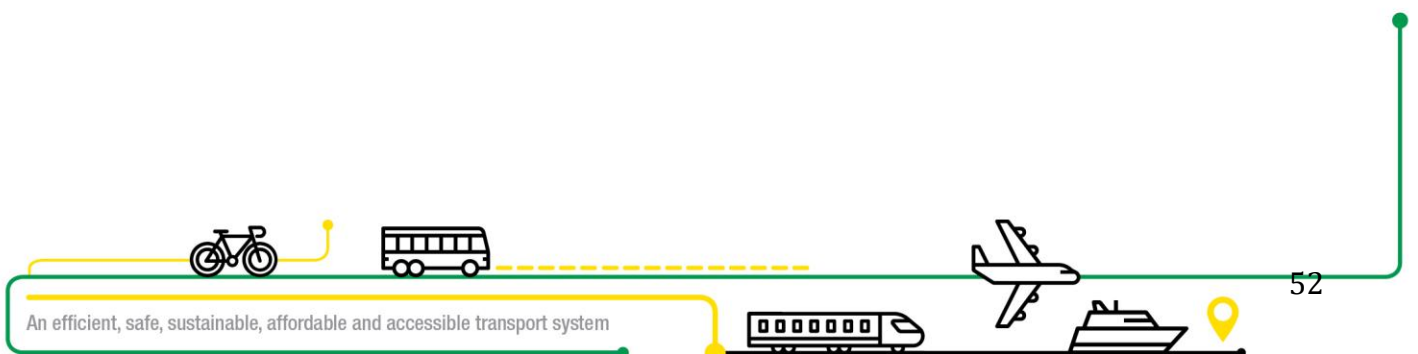 52
An efficient, safe, sustainable, affordable and accessible transport system